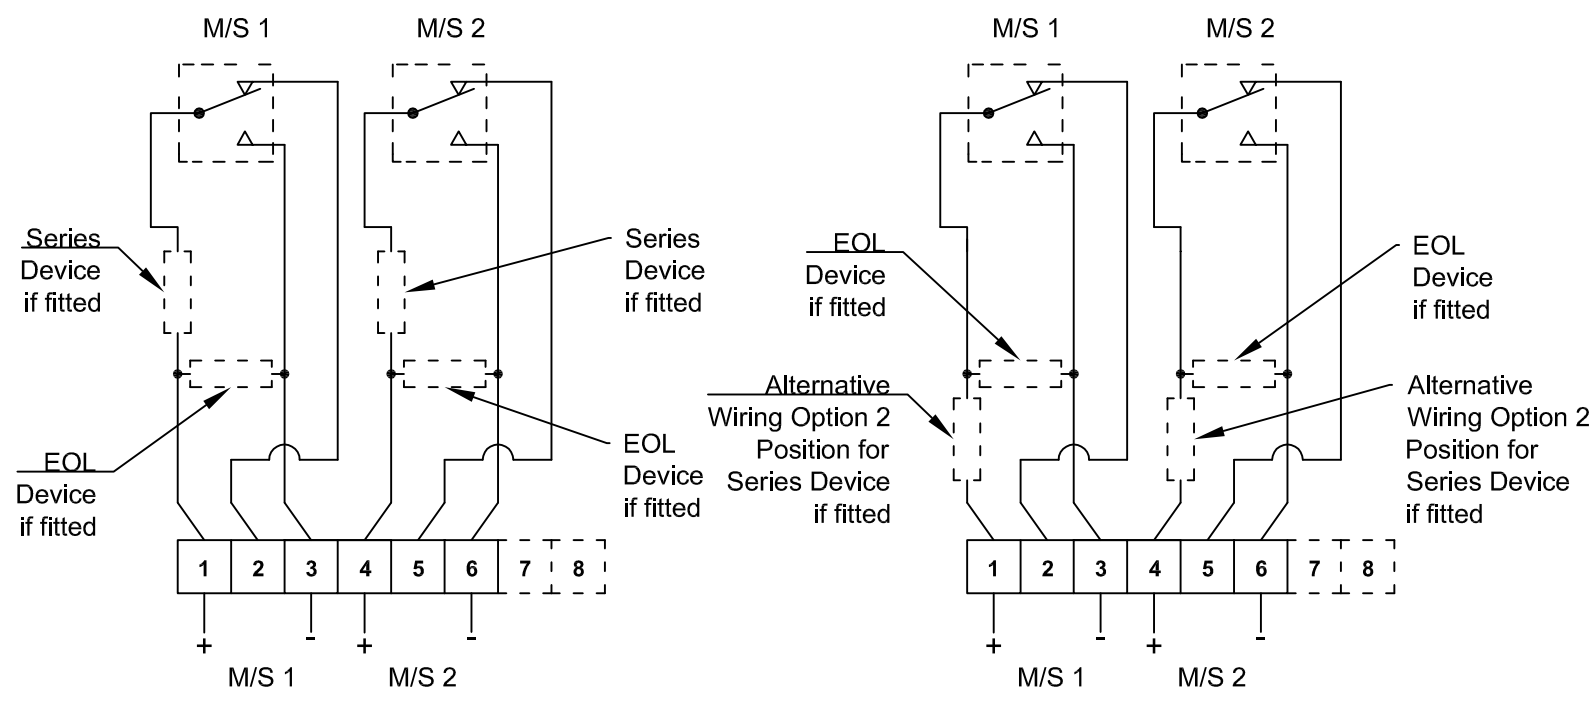 M/S 1
M/S 2
Series
Device
if fitted
Series
Device
if fitted
EOL
Device
if fitted
EOL
Device
if fitted
1 2 3 4 5 6 7 8
+ - + -
M/S 1
M/S 2
M/S 1
M/S 2
EOL
Device
if fitted
EOL
Device
if fitted
Alternative
Wiring Option 2
Position for
Series Device
if fitted
Alternative
Wiring Option 2
Position for
Series Device
if fitted
1 2 3 4 5 6 7 8
+ - + -
M/S 1
M/S 2